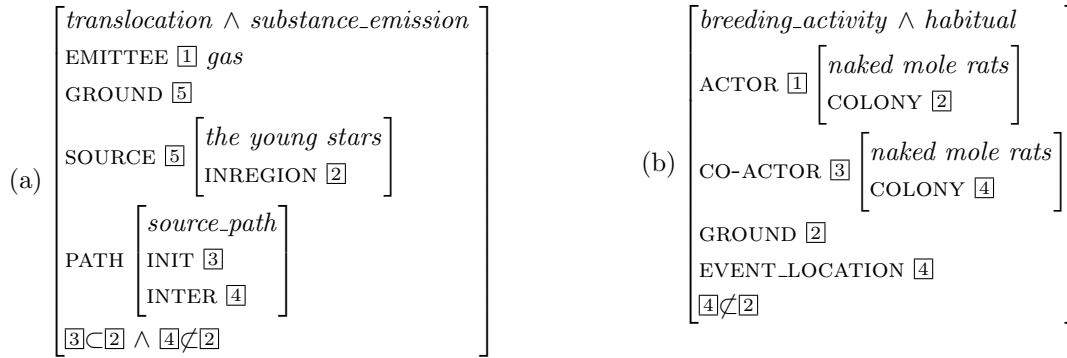 (a)
translocation ∧ substance_emission
EMITTEE 1 gas
GROUND 5
SOURCE 5 [the young stars
INREGION 2]
PATH [source_path
INIT 3
INTER 4]
3⊂2 ∧ 4⊄2
(b)
breeding_activity ∧ habitual
ACTOR 1 [naked mole rats
COLONY 2]
CO-ACTOR 3 [naked mole rats
COLONY 4]
GROUND 2
EVENT_LOCATION 4
4⊄2